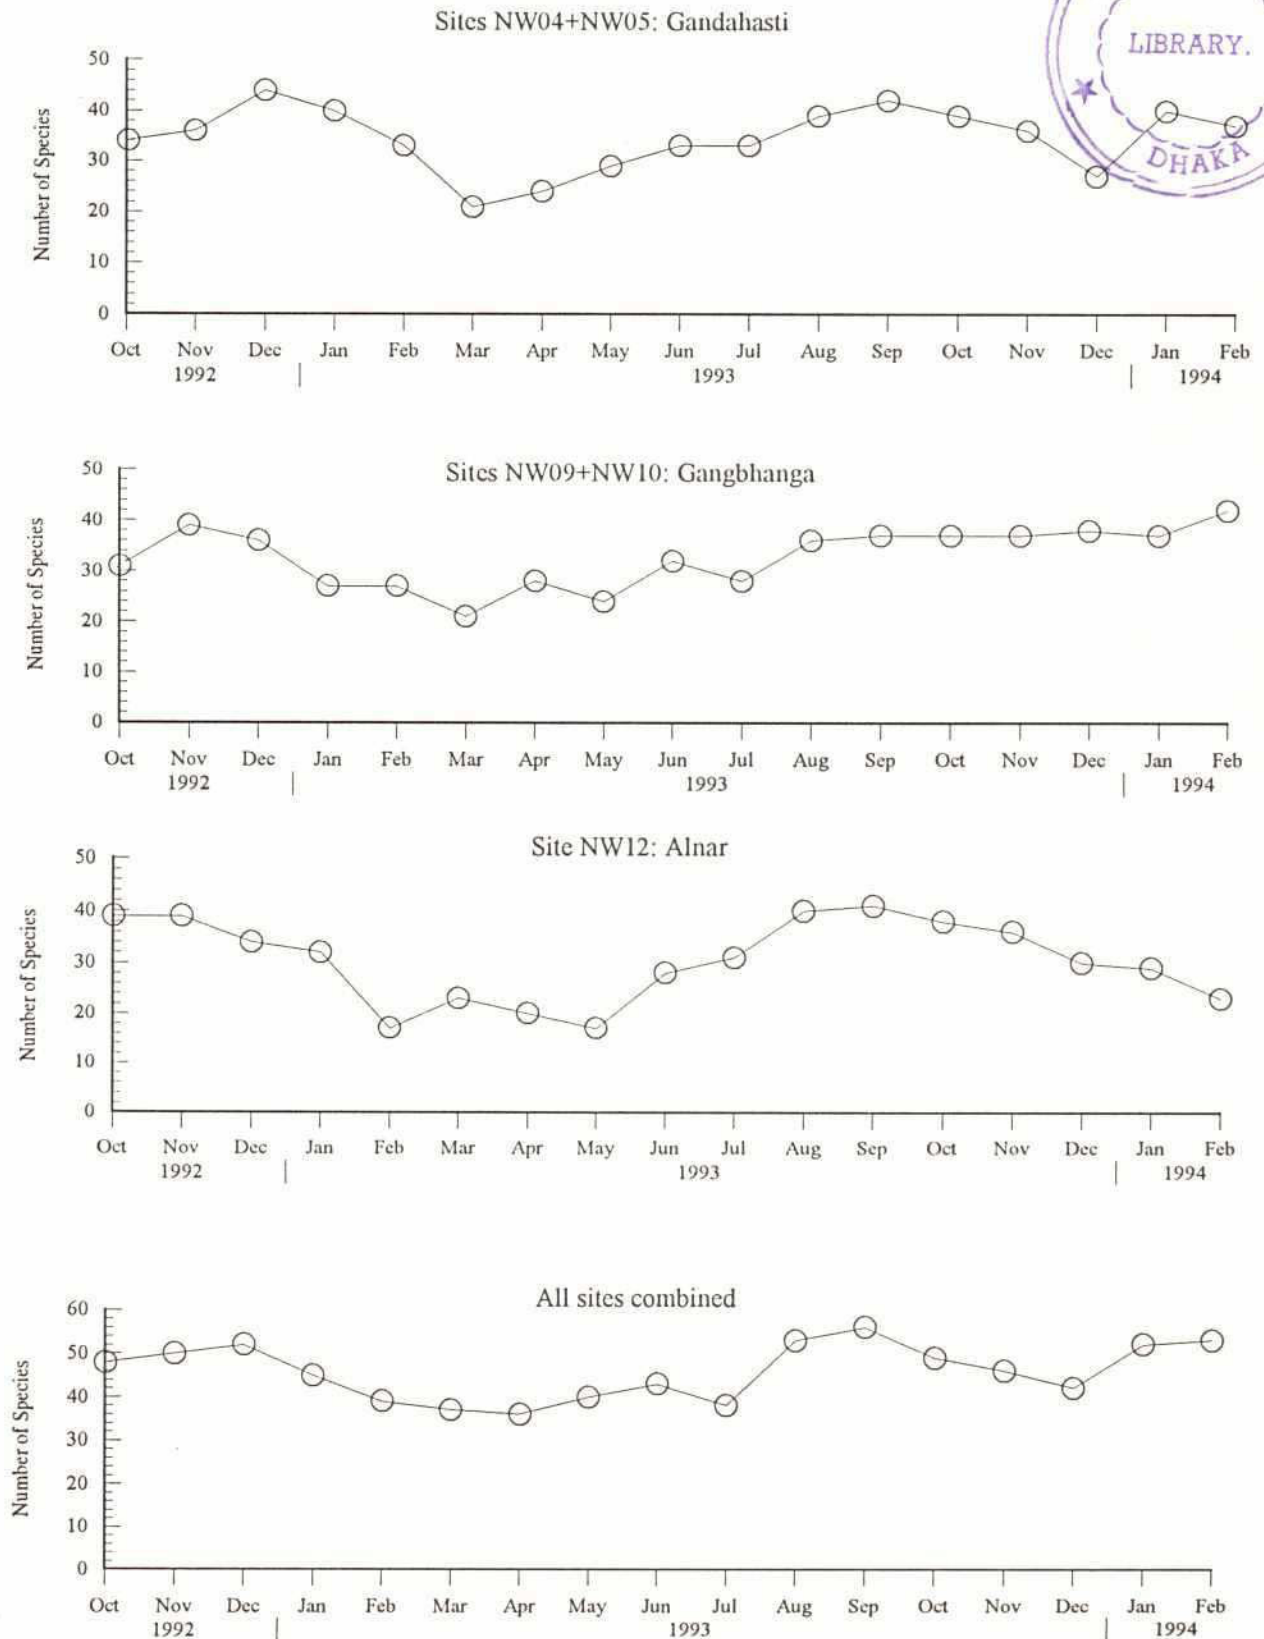 Sites NW04+NW05: Gandahasti
LIBRARY.
DHAKA
Number of Species
50
40
30
20
10
0
Oct Nov Dec Jan Feb Mar Apr May Jun Jul Aug Sep Oct Nov Dec Jan Feb
1992 | 1993 | 1994
Sites NW09+NW10: Gangbhanga
Number of Species
50
40
30
20
10
0
Oct Nov Dec Jan Feb Mar Apr May Jun Jul Aug Sep Oct Nov Dec Jan Feb
1992 | 1993 | 1994
Site NW12: Alnar
Number of Species
50
40
30
20
10
0
Oct Nov Dec Jan Feb Mar Apr May Jun Jul Aug Sep Oct Nov Dec Jan Feb
1992 | 1993 | 1994
All sites combined
Number of Species
60
50
40
30
20
10
0
Oct Nov Dec Jan Feb Mar Apr May Jun Jul Aug Sep Oct Nov Dec Jan Feb
1992 | 1993 | 1994